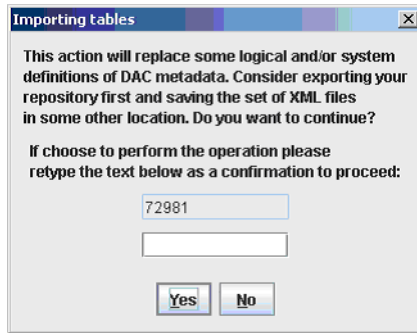 Importing tables
This action will replace some logical and/or system
definitions of DAC metadata. Consider exporting your
repository first and saving the set of XML files
in some other location. Do you want to continue?
If choose to perform the operation please
retype the text below as a confirmation to proceed:
72981
Yes No